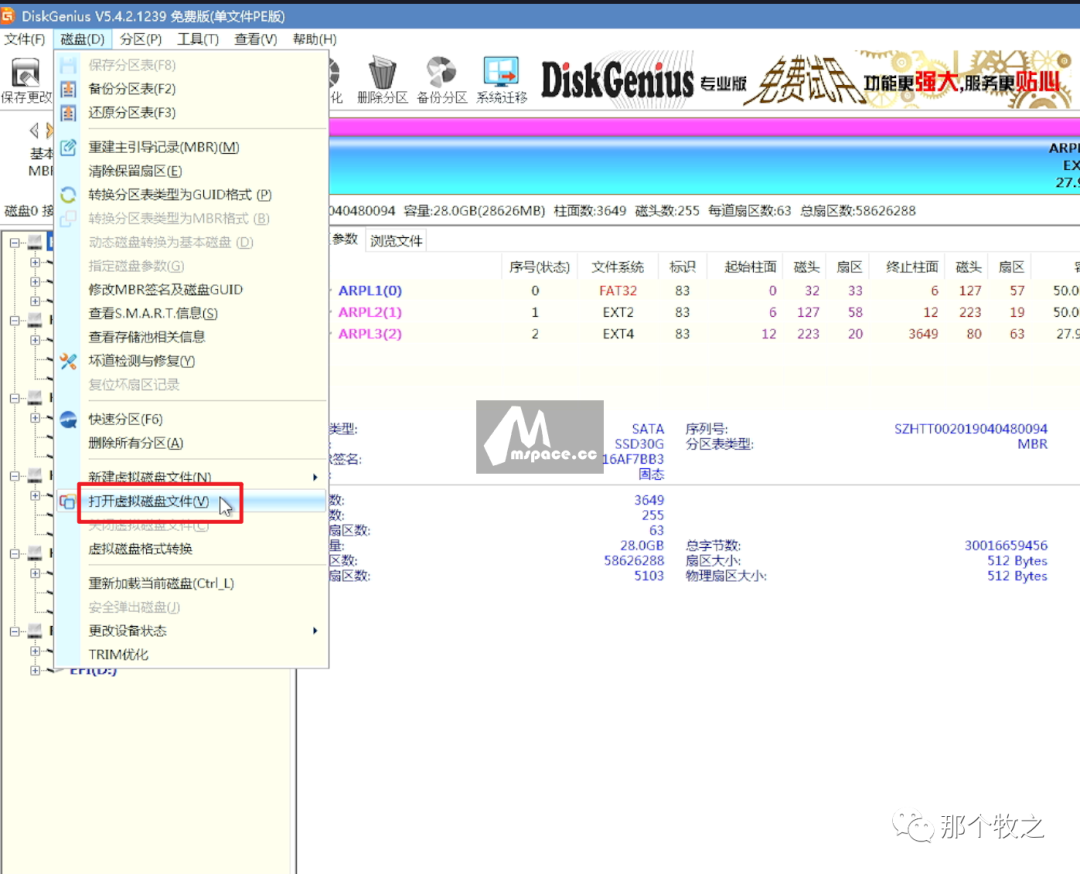 DiskGenius V5.4.2.1239 免费版(单文件PE版)
文件(F) 磁盘(D) 分区(P) 工具(T) 查看(V) 帮助(H)
保存更改
化 删除分区 备份分区 系统迁移
DiskGenius 专业版 免费试用 功能更强大,服务更贴心
保存分区表(F8)
备份分区表(F2)
还原分区表(F3)
重建主引导记录(MBR)(M)
清除保留扇区(E)
转换分区表类型为GUID格式 (P)
转换分区表类型为MBR格式 (B)
动态磁盘转换为基本磁盘 (D)
指定磁盘参数(G)
修改MBR签名及磁盘GUID
查看S.M.A.R.T.信息(S)
查看存储池相关信息
坏道检测与修复(Y)
复位坏扇区记录
快速分区(F6)
删除所有分区(A)
新建虚拟磁盘文件(N)
打开虚拟磁盘文件(V)
关闭虚拟磁盘文件(C)
虚拟磁盘格式转换
重新加载当前磁盘(Ctrl_L)
安全弹出磁盘(J)
更改设备状态
TRIM优化
EFI(D:)
基本
MB
磁盘0 接
ARPL
EX
27.9
040480094 容量:28.0GB(28626MB) 柱面数:3649 磁头数:255 每道扇区数:63 总扇区数:58626288
参数 浏览文件
序号(状态) 文件系统 标识 起始柱面 磁头 扇区 终止柱面 磁头 扇区
ARPL1(0) 0 FAT32 83 0 32 33 6 127 57 50.0
ARPL2(1) 1 EXT2 83 6 127 58 12 223 19 50.0
ARPL3(2) 2 EXT4 83 12 223 20 3649 80 63 27.9
类型: SATA 序列号: SZHTT002019040480094
SSD30G 分区表类型: MBR
签名: 16AF7BB3
固态
数: 3649
数: 255
扇区数: 63
量: 28.0GB 总字节数: 30016659456
区数: 58626288 扇区大小: 512 Bytes
扇区数: 5103 物理扇区大小: 512 Bytes
mspace.cc
那个牧之